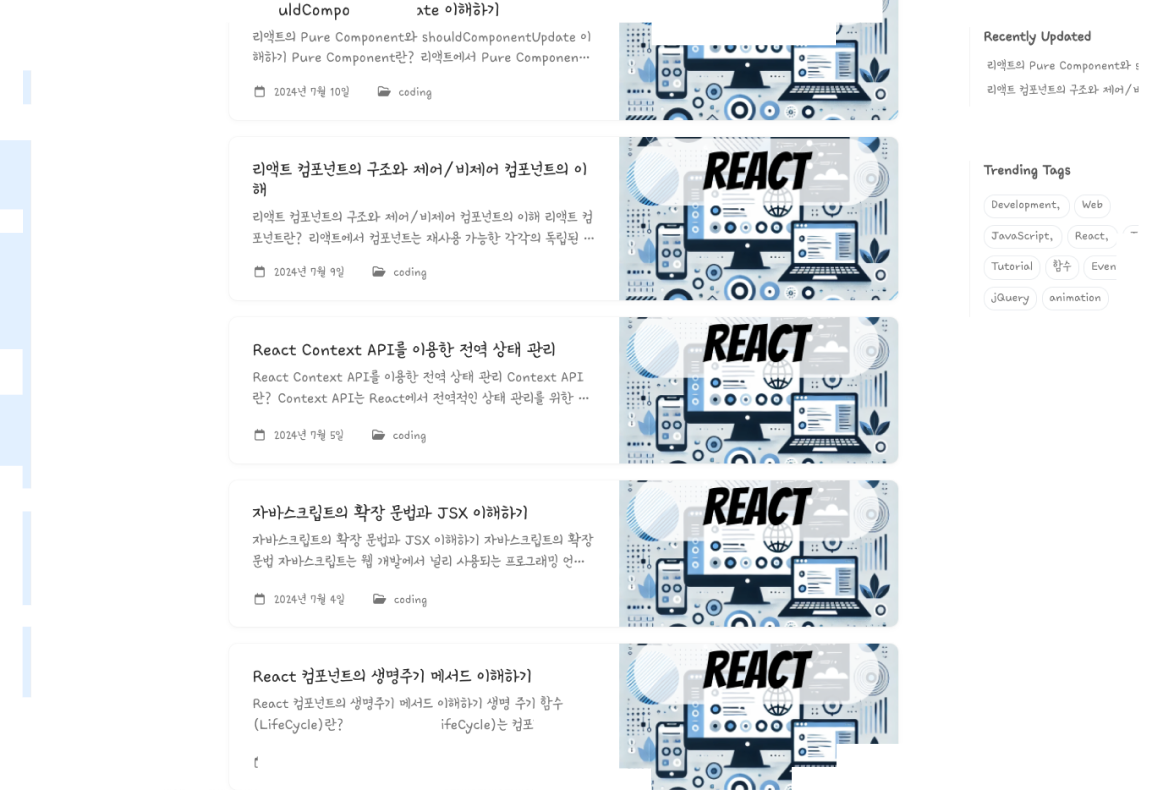 uldCompo
ate 이해하기
리액트의 Pure Component와 shouldComponentUpdate 이
해하기 Pure Component란? 리액트에서 Pure Componen…
2024년 7월 10일
coding
리액트 컴포넌트의 구조와 제어/비제어 컴포넌트의 이
해
리액트 컴포넌트의 구조와 제어/비제어 컴포넌트의 이해 리액트 컴
포넌트란? 리액트에서 컴포넌트는 재사용 가능한 각각의 독립된 …
2024년 7월 9일
coding
REACT
React Context API를 이용한 전역 상태 관리
React Context API를 이용한 전역 상태 관리 Context API
란? Context API는 React에서 전역적인 상태 관리를 위한 …
2024년 7월 5일
coding
REACT
자바스크립트의 확장 문법과 JSX 이해하기
자바스크립트의 확장 문법과 JSX 이해하기 자바스크립트의 확장
문법 자바스크립트는 웹 개발에서 널리 사용되는 프로그래밍 언…
2024년 7월 4일
coding
REACT
React 컴포넌트의 생명주기 메서드 이해하기
React 컴포넌트의 생명주기 메서드 이해하기 생명 주기 함수
(LifeCycle)란?
ifeCycle)는 컴포
REACT
Recently Updated
리액트의 Pure Component와
리액트 컴포넌트의 구조와 제어/
Trending Tags
Development,
Web
JavaScript,
React,
Tutorial
함수
Even
jQuery
animation